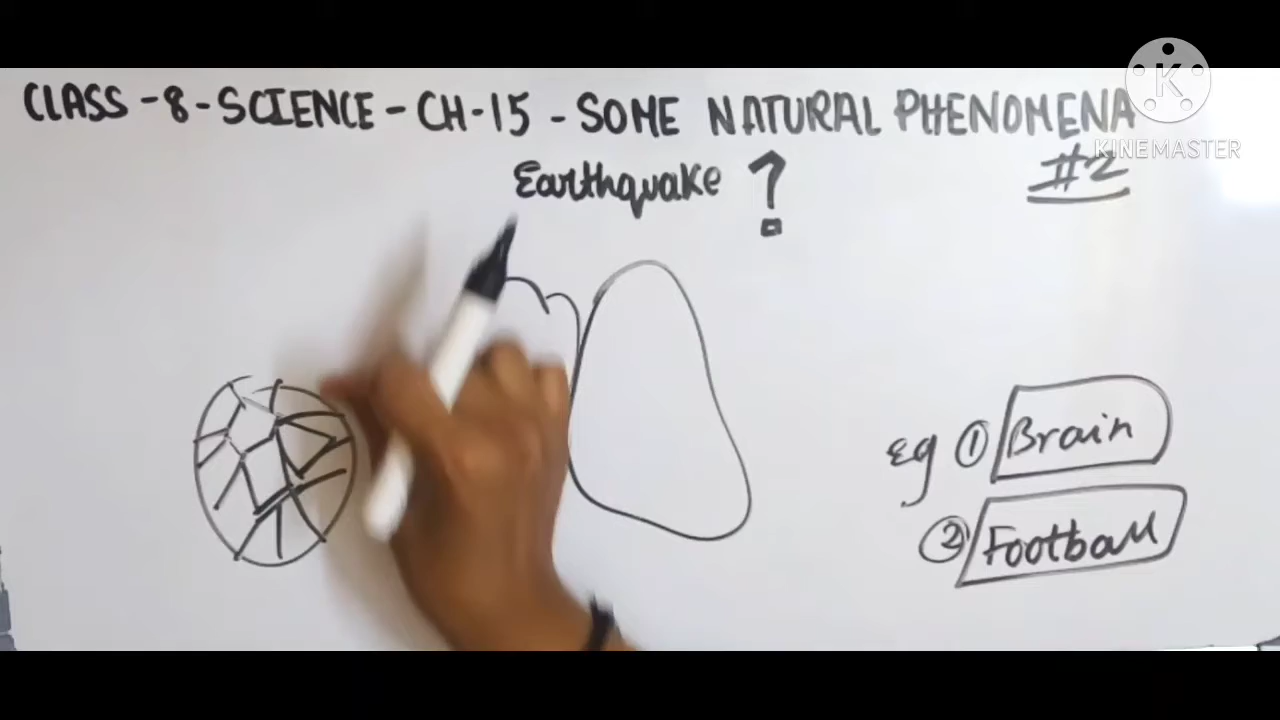 CLASS - 8 - SCIENCE - CH - 15 - SOME NATURAL PHENOMENA
K
KINEMASTER
Earthquake ?
#2
eg ① Brain
② Football